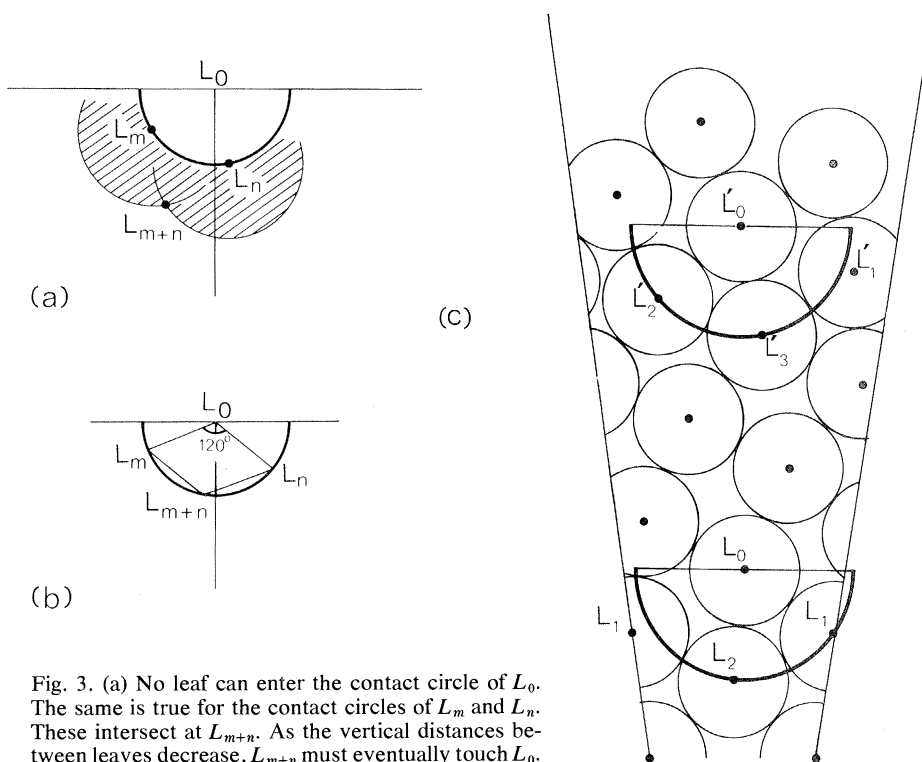 L0
Lm
Ln
Lm+n
(a)
L0
120°
Lm
Ln
Lm+n
(b)
(c)
L'0
L'1
L'2
L'3
L0
L1
L1
L2
Fig. 3. (a) No leaf can enter the contact circle of L0.
The same is true for the contact circles of Lm and Ln.
These intersect at Lm+n. As the vertical distances be-
tween leaves decrease, Lm+n must eventually touch L0.